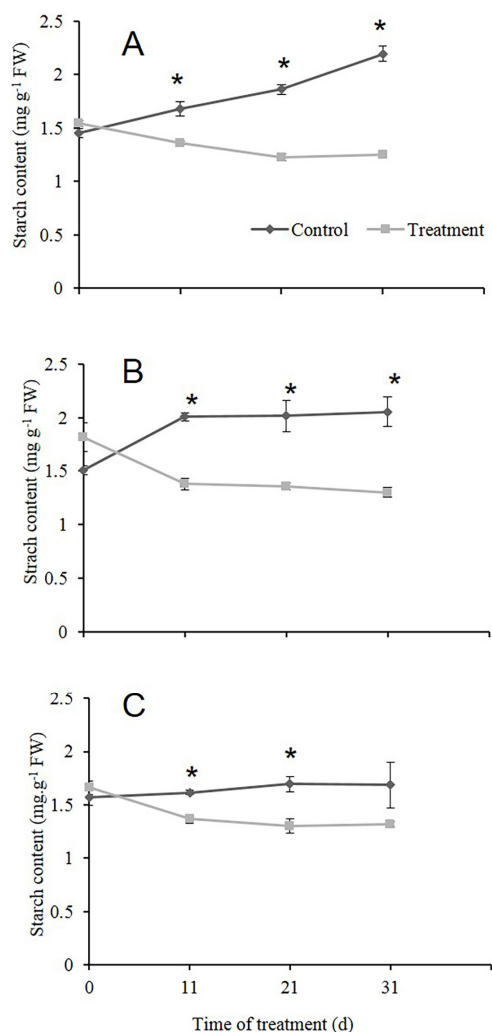 2.5
A
*
*
*
2
1.5
1
0.5
0
Starch content (mg g-1 FW)
Control
Treatment
2.5
B
*
*
*
2
1.5
1
0.5
0
Strach content (mg g-1 FW)
2.5
C
*
*
2
1.5
1
0.5
0
Starch content (mg.g-1 FW)
0 11 21 31
Time of treatment (d)